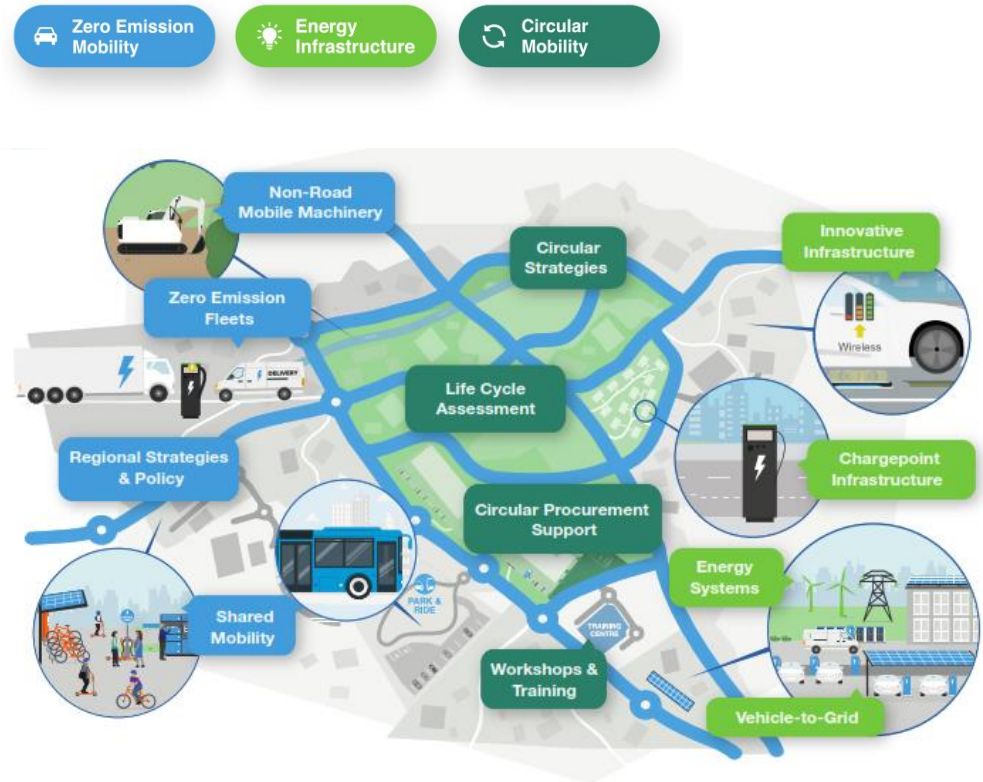 Zero Emission
Mobility
Energy
Infrastructure
Circular
Mobility
Non-Road
Mobile Machinery
Circular
Strategies
Innovative
Infrastructure
Zero Emission
Fleets
Wireless
DELIVERY
Life Cycle
Assessment
Regional Strategies
& Policy
Chargepoint
Infrastructure
Circular Procurement
Support
Energy
Systems
PARK &
RIDE
Shared
Mobility
TRAINING
CENTRE
Workshops &
Training
Vehicle-to-Grid